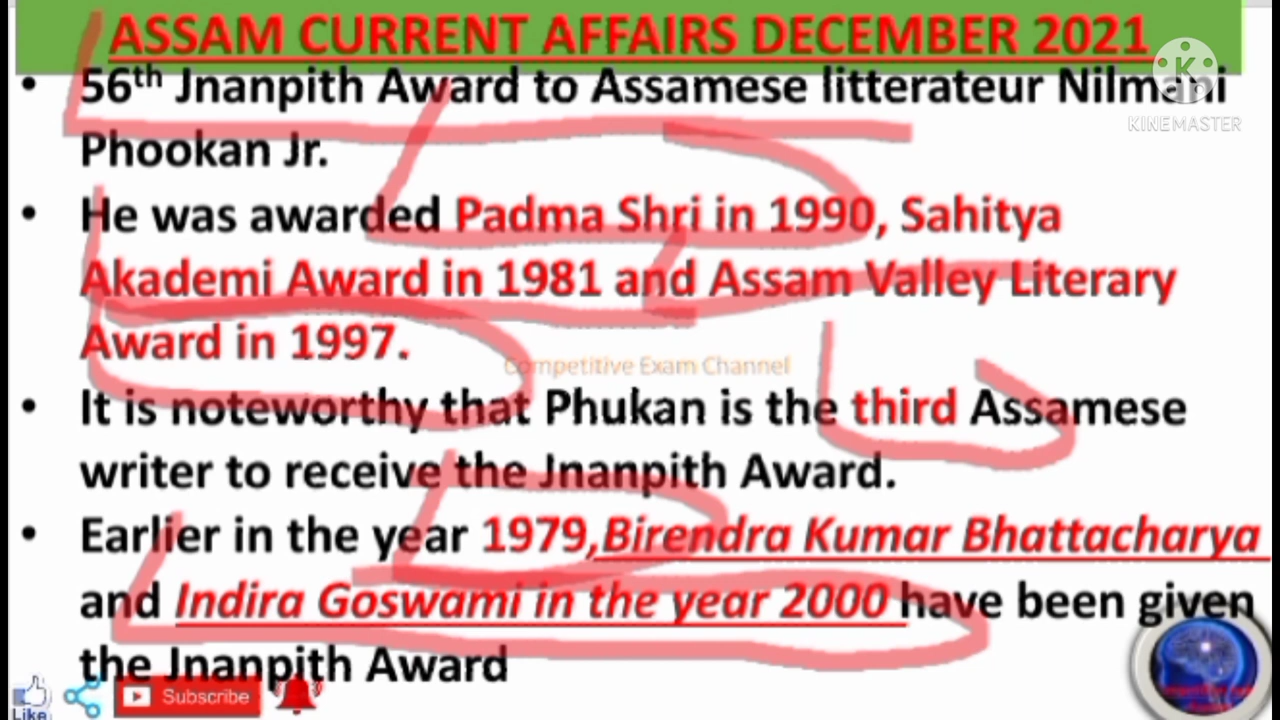 ASSAM CURRENT AFFAIRS DECEMBER 2021
• 56th Jnanpith Award to Assamese litterateur Nilmani
Phookan Jr.
• He was awarded Padma Shri in 1990, Sahitya
Akademi Award in 1981 and Assam Valley Literary
Award in 1997.
• It is noteworthy that Phukan is the third Assamese
writer to receive the Jnanpith Award.
• Earlier in the year 1979,Birendra Kumar Bhattacharya
and Indira Goswami in the year 2000 have been given
the Jnanpith Award
K
KINEMASTER
Competitive Exam Channel
Like
Subscribe